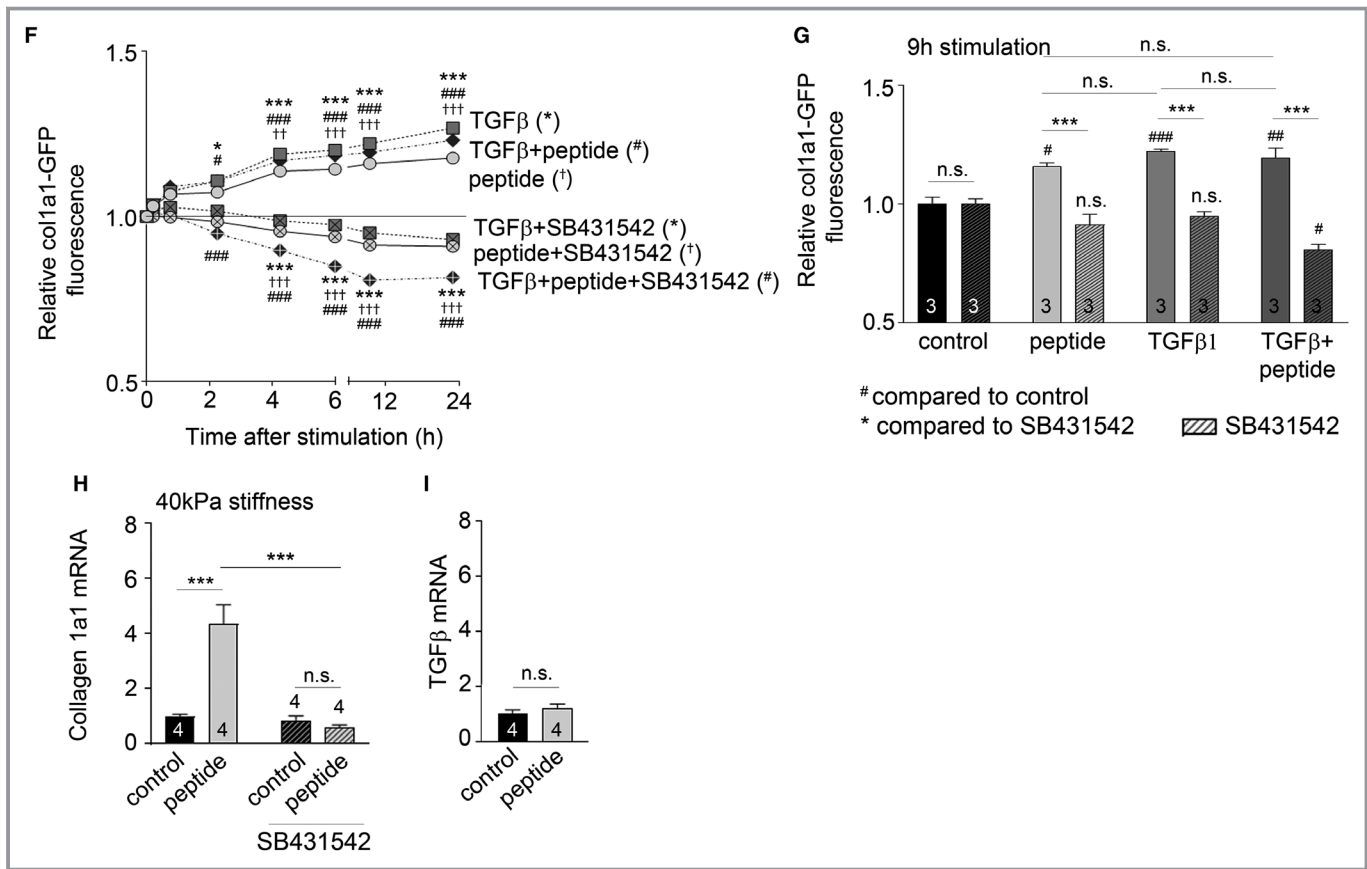 F
1.5
1.0
0.5
Relative col1a1-GFP
fluorescence
***
###
††
*
#
***
###
†††
***
###
†††
***
###
†††
TGFβ (*)
TGFβ+peptide (#)
peptide (†)
TGFβ+SB431542 (*)
peptide+SB431542 (†)
TGFβ+peptide+SB431542 (#)
###
***
†††
###
***
†††
###
***
†††
###
***
†††
###
0 2 4 6 12 24
Time after stimulation (h)
G
9h stimulation
n.s.
n.s.
n.s.
1.5
1.0
0.5
Relative col1a1-GFP
fluorescence
n.s.
***
#
n.s.
***
###
n.s.
***
##
#
3 3 3 3 3 3 3 3
control peptide TGFβ1 TGFβ+
peptide
# compared to control
* compared to SB431542
SB431542
H
40kPa stiffness
Collagen 1a1 mRNA
8
6
4
2
0
***
***
n.s.
4 4 4 4
control peptide control peptide
SB431542
I
TGFβ mRNA
8
6
4
2
0
n.s.
4 4
control peptide